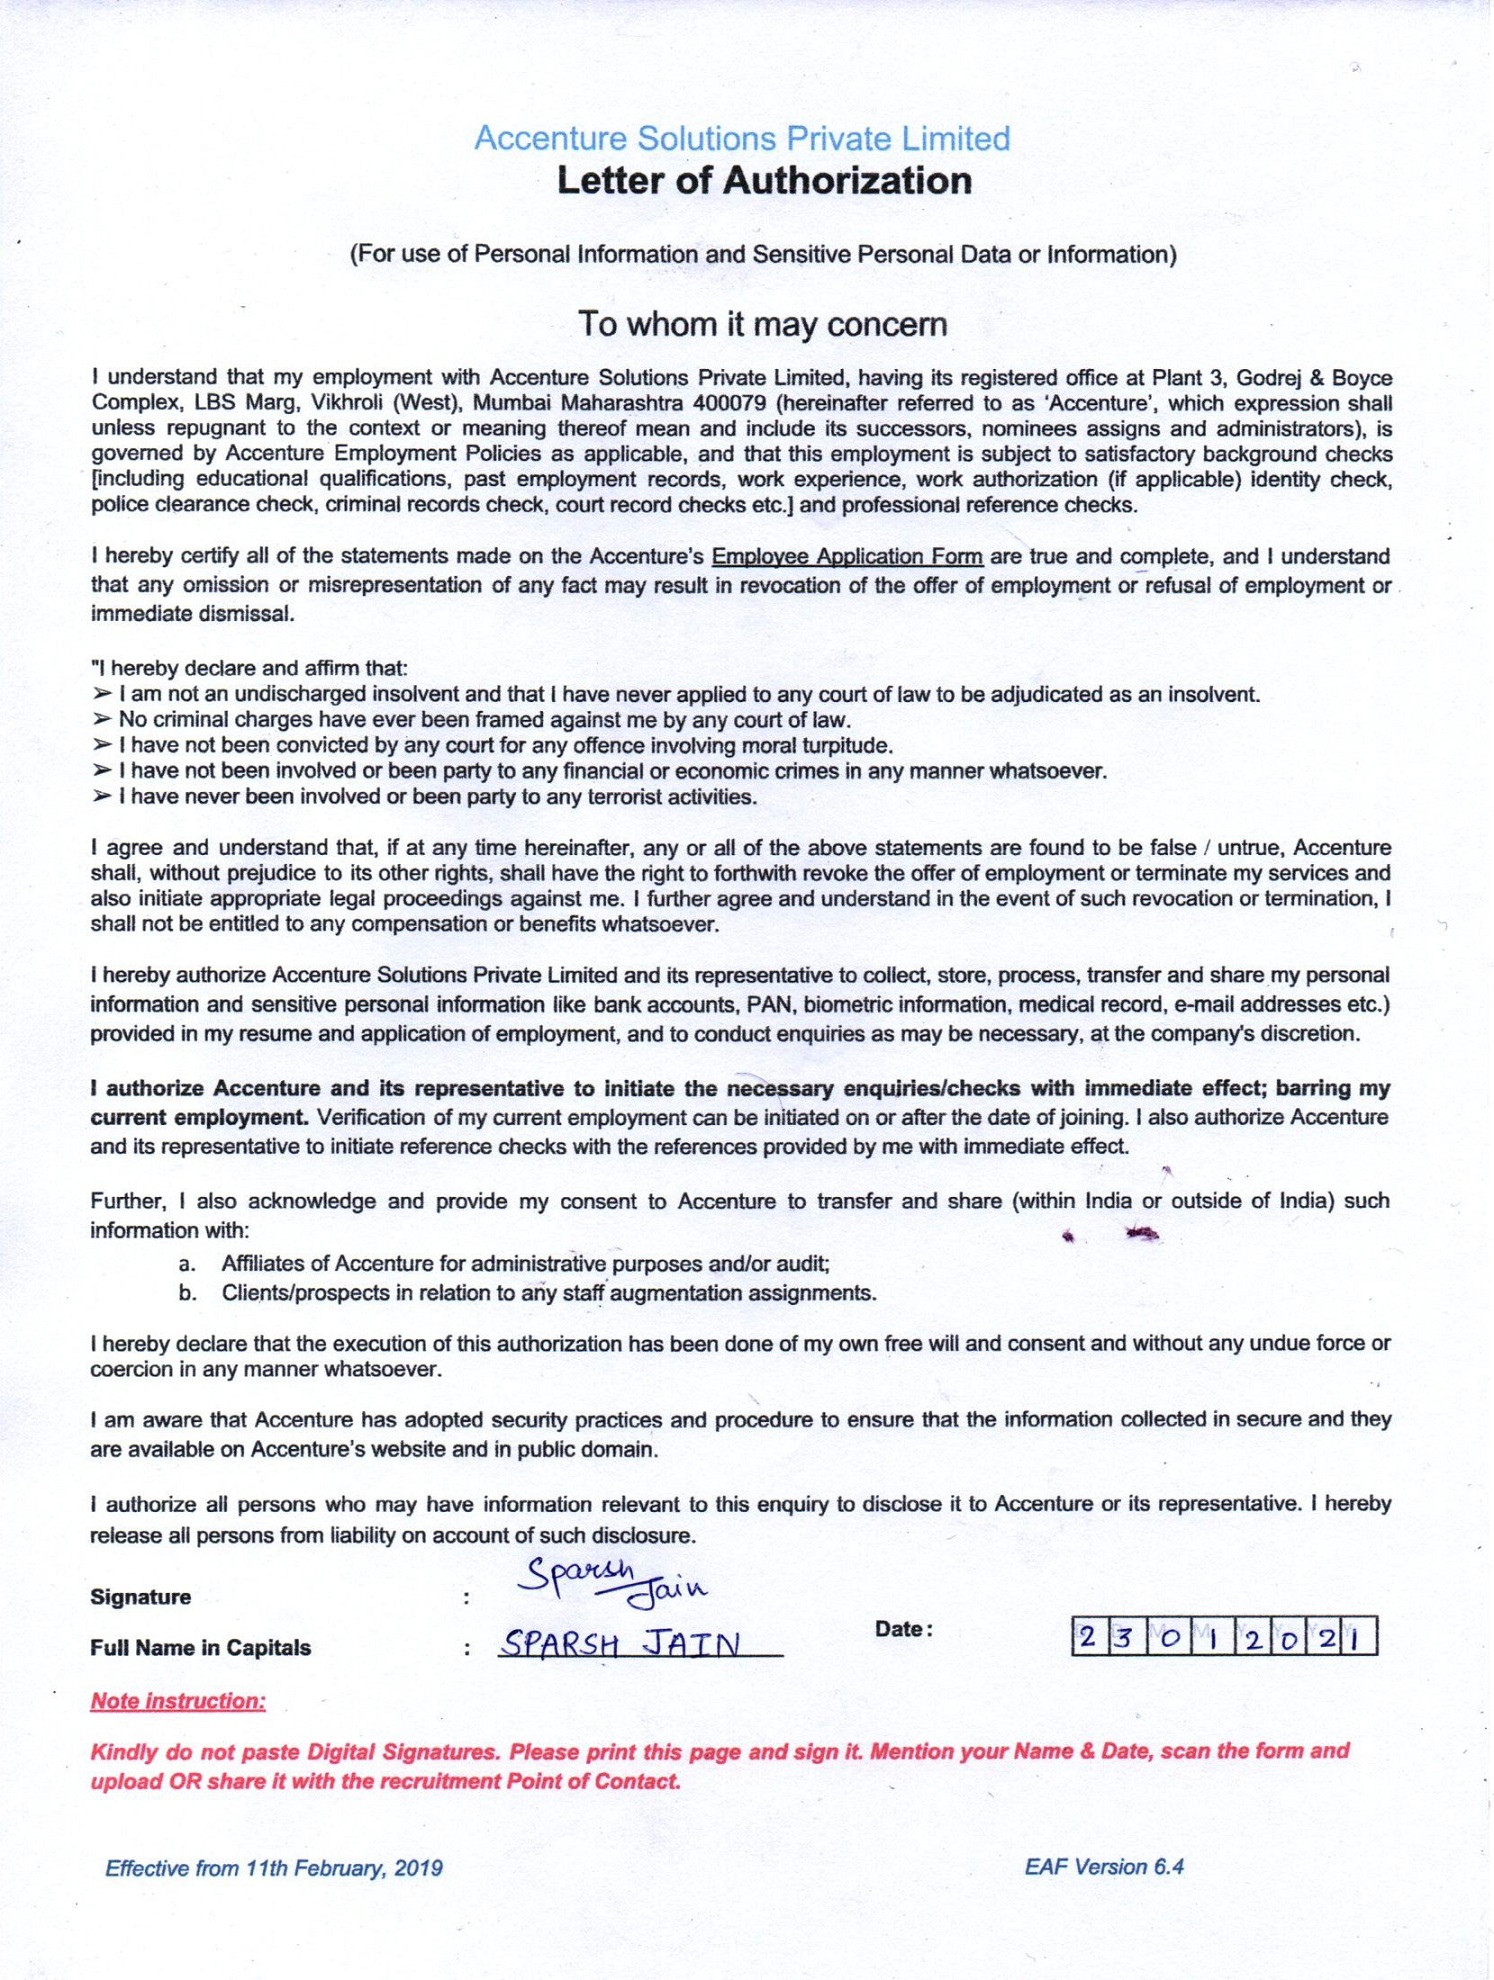 Accenture Solutions Private Limited
Letter of Authorization
(For use of Personal Information and Sensitive Personal Data or Information)
To whom it may concern
I understand that my employment with Accenture Solutions Private Limited, having its registered office at Plant 3, Godrej & Boyce
Complex, LBS Marg, Vikhroli (West), Mumbai Maharashtra 400079 (hereinafter referred to as 'Accenture', which expression shall
unless repugnant to the context or meaning thereof mean and include its successors, nominees assigns and administrators), is
governed by Accenture Employment Policies as applicable, and that this employment is subject to satisfactory background checks
[including educational qualifications, past employment records, work experience, work authorization (if applicable) identity check,
police clearance check, criminal records check, court record checks etc.] and professional reference checks.
I hereby certify all of the statements made on the Accenture's Employee Application Form are true and complete, and I understand
that any omission or misrepresentation of any fact may result in revocation of the offer of employment or refusal of employment or
immediate dismissal.
"I hereby declare and affirm that:
➢ I am not an undischarged insolvent and that I have never applied to any court of law to be adjudicated as an insolvent.
➢ No criminal charges have ever been framed against me by any court of law.
➢ I have not been convicted by any court for any offence involving moral turpitude.
➢ I have not been involved or been party to any financial or economic crimes in any manner whatsoever.
➢ I have never been involved or been party to any terrorist activities.
I agree and understand that, if at any time hereinafter, any or all of the above statements are found to be false / untrue, Accenture
shall, without prejudice to its other rights, shall have the right to forthwith revoke the offer of employment or terminate my services and
also initiate appropriate legal proceedings against me. I further agree and understand in the event of such revocation or termination, I
shall not be entitled to any compensation or benefits whatsoever.
I hereby authorize Accenture Solutions Private Limited and its representative to collect, store, process, transfer and share my personal
information and sensitive personal information like bank accounts, PAN, biometric information, medical record, e-mail addresses etc.)
provided in my resume and application of employment, and to conduct enquiries as may be necessary, at the company's discretion.
I authorize Accenture and its representative to initiate the necessary enquiries/checks with immediate effect; barring my
current employment. Verification of my current employment can be initiated on or after the date of joining. I also authorize Accenture
and its representative to initiate reference checks with the references provided by me with immediate effect.
Further, I also acknowledge and provide my consent to Accenture to transfer and share (within India or outside of India) such
information with:
a. Affiliates of Accenture for administrative purposes and/or audit;
b. Clients/prospects in relation to any staff augmentation assignments.
I hereby declare that the execution of this authorization has been done of my own free will and consent and without any undue force or
coercion in any manner whatsoever.
I am aware that Accenture has adopted security practices and procedure to ensure that the information collected in secure and they
are available on Accenture's website and in public domain.
I authorize all persons who may have information relevant to this enquiry to disclose it to Accenture or its representative. I hereby
release all persons from liability on account of such disclosure.
Signature : Sparsh Jain
Full Name in Capitals : SPARSH JAIN Date: 23012021
Note instruction:
Kindly do not paste Digital Signatures. Please print this page and sign it. Mention your Name & Date, scan the form and
upload OR share it with the recruitment Point of Contact.
Effective from 11th February, 2019 EAF Version 6.4